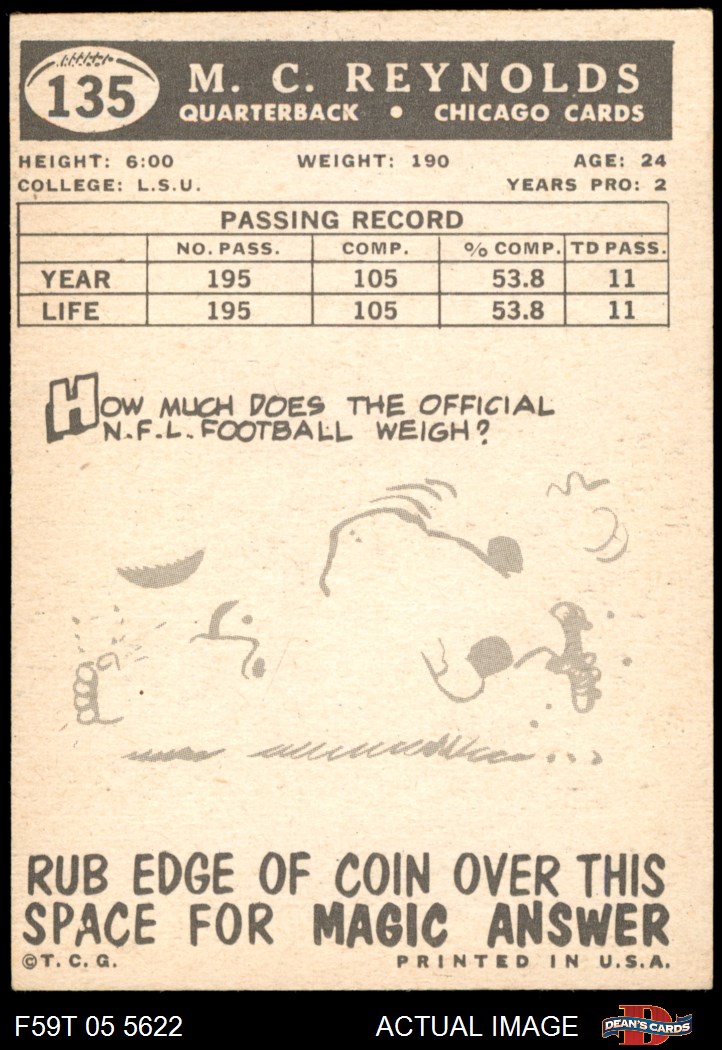 135
M. C. REYNOLDS
QUARTERBACK • CHICAGO CARDS
HEIGHT: 6:00 WEIGHT: 190 AGE: 24
COLLEGE: L.S.U. YEARS PRO: 2
PASSING RECORD
NO. PASS. COMP. % COMP. TD PASS.
YEAR 195 105 53.8 11
LIFE 195 105 53.8 11
HOW MUCH DOES THE OFFICIAL
N.F.L. FOOTBALL WEIGH?
RUB EDGE OF COIN OVER THIS
SPACE FOR MAGIC ANSWER
©T.C.G. PRINTED IN U.S.A.
F59T 05 5622 ACTUAL IMAGE D DEAN'S CARDS